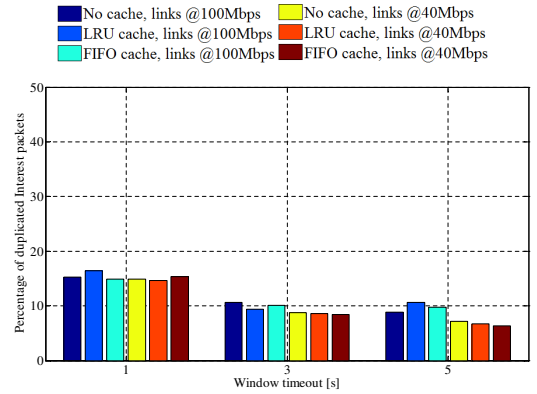 No cache, links @100Mbps
No cache, links @40Mbps
LRU cache, links @100Mbps
LRU cache, links @40Mbps
FIFO cache, links @100Mbps
FIFO cache, links @40Mbps
Percentage of duplicated Interest packets
50
40
30
20
10
0
1
3
5
Window timeout [s]